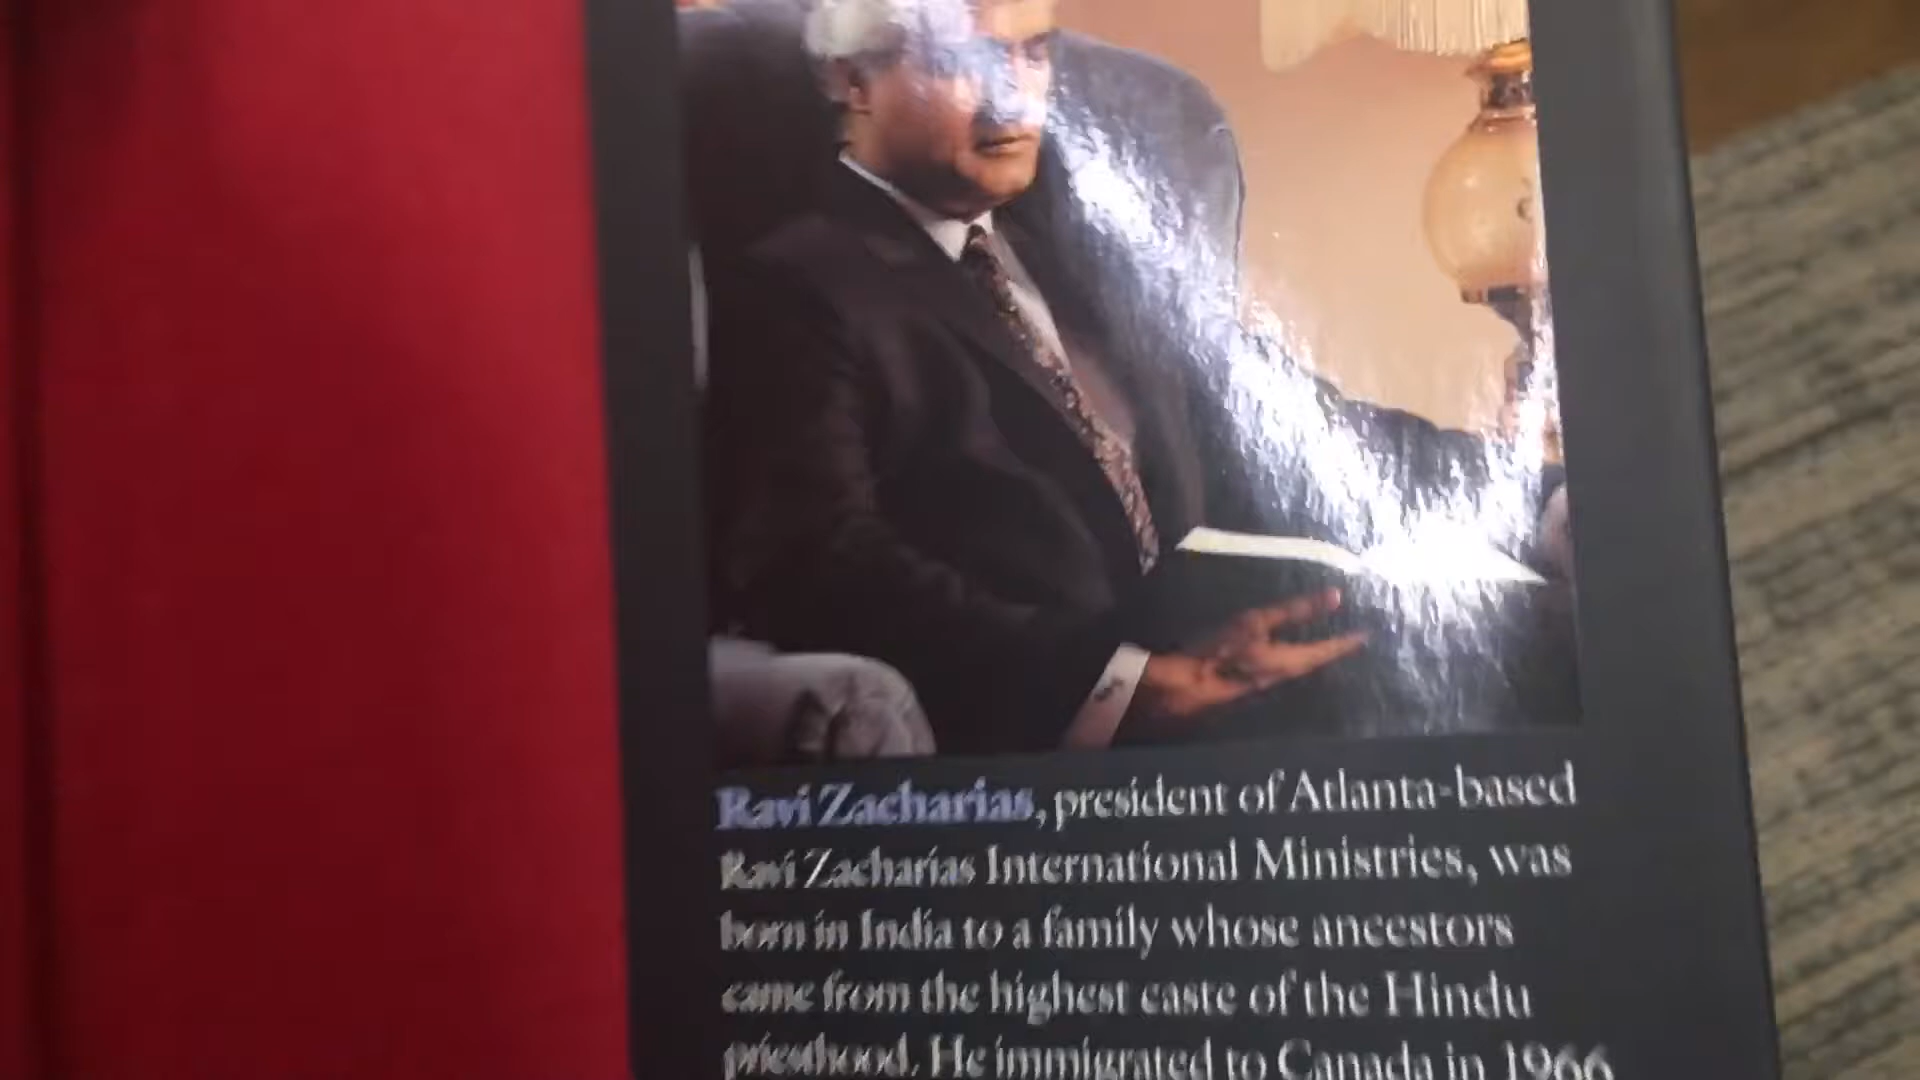 Ravi Zacharias, president of Atlanta-based
Ravi Zacharias International Ministries, was
born in India to a family whose ancestors
came from the highest caste of the Hindu
priesthood. He immigrated to Canada in 1966